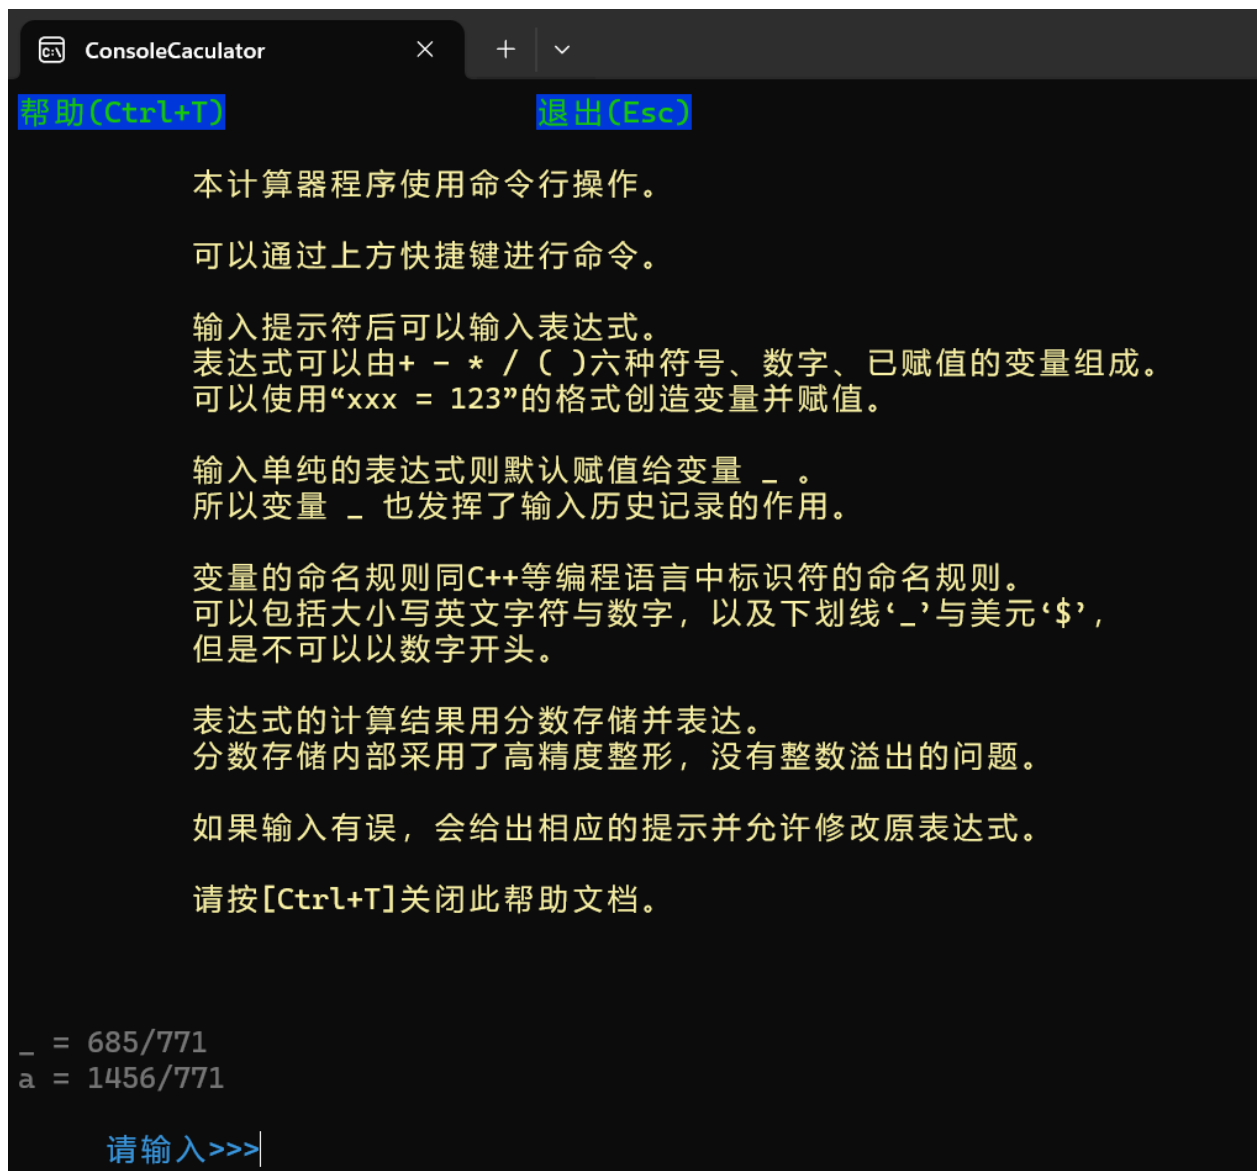 ConsoleCaculator
帮助(Ctrl+T) 退出(Esc)
本计算器程序使用命令行操作。
可以通过上方快捷键进行命令。
输入提示符后可以输入表达式。
表达式可以由+ - * / ( )六种符号、数字、已赋值的变量组成。
可以使用“xxx = 123”的格式创造变量并赋值。
输入单纯的表达式则默认赋值给变量 _ 。
所以变量 _ 也发挥了输入历史记录的作用。
变量的命名规则同C++等编程语言中标识符的命名规则。
可以包括大小写英文字符与数字，以及下划线‘_’与美元‘$’，
但是不可以以数字开头。
表达式的计算结果用分数存储并表达。
分数存储内部采用了高精度整形，没有整数溢出的问题。
如果输入有误，会给出相应的提示并允许修改原表达式。
请按[Ctrl+T]关闭此帮助文档。
_ = 685/771
a = 1456/771
请输入>>>